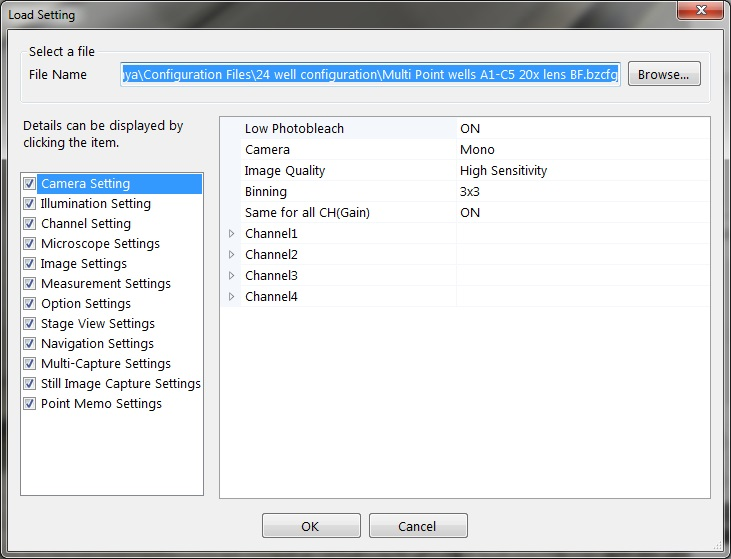 Load Setting
Select a file
File Name
\Configuration Files\24 well configuration\Multi Point wells A1-C5 20x lens BF.bzcfg
Browse...
Details can be displayed by
clicking the item.
Camera Setting
Illumination Setting
Channel Setting
Microscope Settings
Image Settings
Measurement Settings
Option Settings
Stage View Settings
Navigation Settings
Multi-Capture Settings
Still Image Capture Settings
Point Memo Settings
Low Photobleach ON
Camera Mono
Image Quality High Sensitivity
Binning 3x3
Same for all CH(Gain) ON
Channel1
Channel2
Channel3
Channel4
OK
Cancel